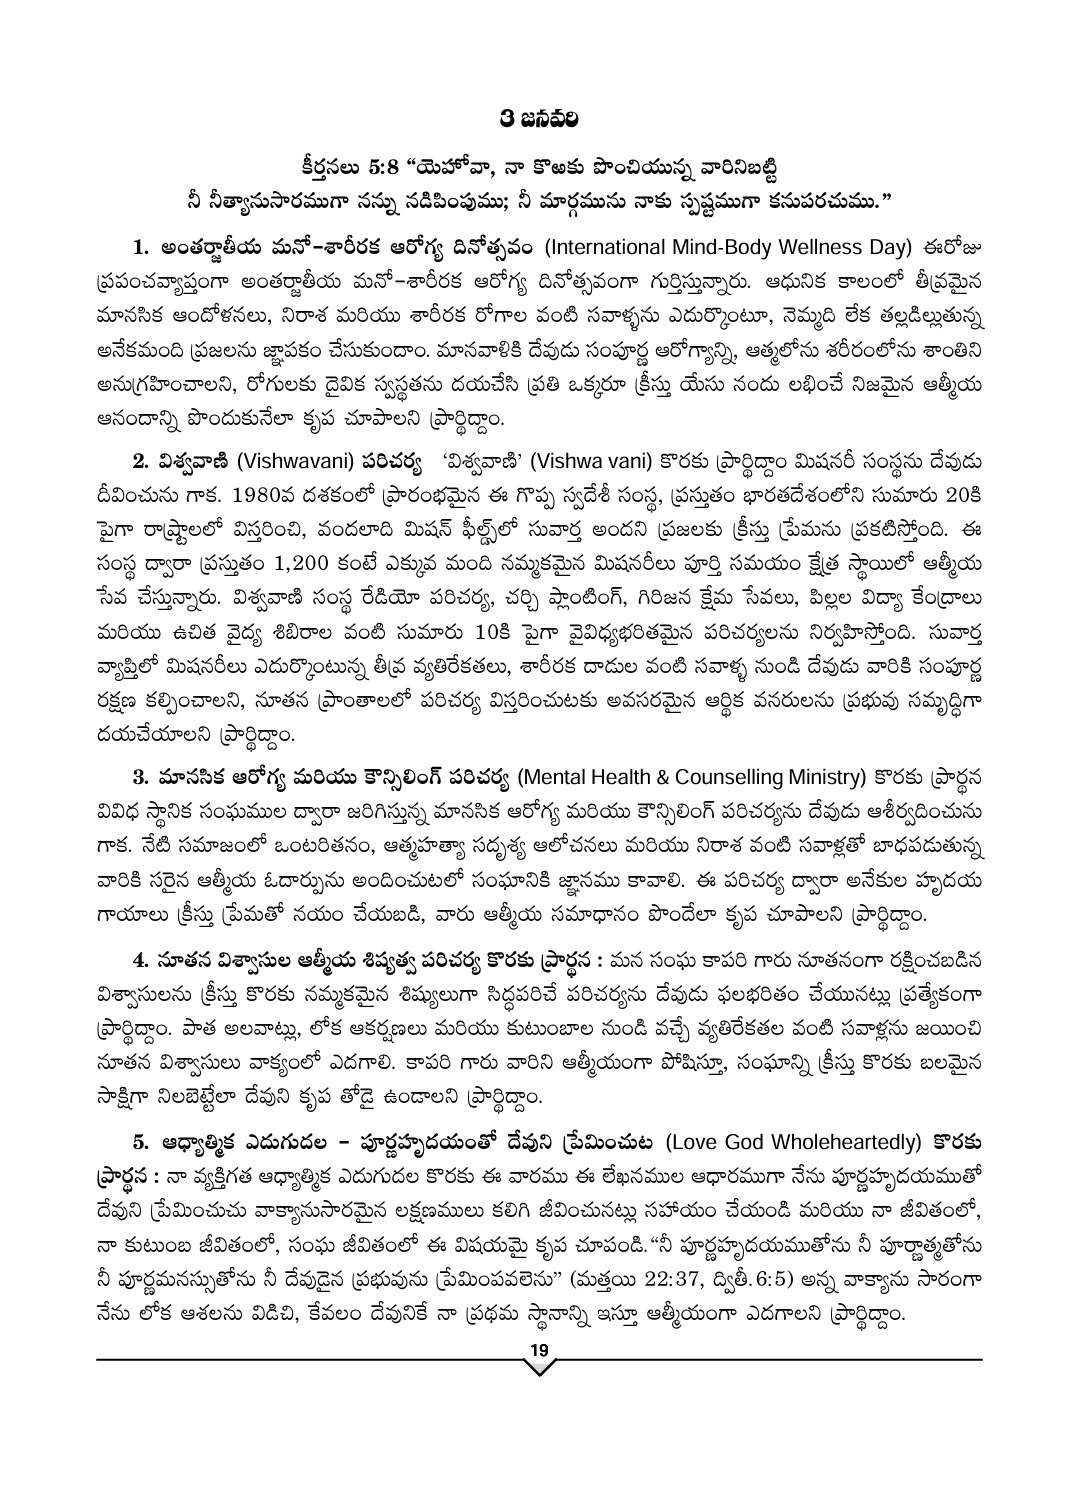 3 జనవరి
కీర్తనలు 5:8 “యెహోవా, నా కొఱకు పొంచియున్న వారినిబట్టి
నీ నీత్యానుసారముగా నన్ను నడిపింపుము; నీ మార్గమును నాకు స్పష్టముగా కనుపరచుము.”
1. అంతర్జాతీయ మనో-శారీరక ఆరోగ్య దినోత్సవం (International Mind-Body Wellness Day) ఈరోజు
ప్రపంచవ్యాప్తంగా అంతర్జాతీయ మనో-శారీరక ఆరోగ్య దినోత్సవంగా గుర్తిస్తున్నారు. ఆధునిక కాలంలో తీవ్రమైన
మానసిక ఆందోళనలు, నిరాశ మరియు శారీరక రోగాల వంటి సవాళ్ళను ఎదుర్కొంటూ, నెమ్మది లేక తల్లడిల్లుతున్న
అనేకమంది ప్రజలను జ్ఞాపకం చేసుకుందాం. మానవాళికి దేవుడు సంపూర్ణ ఆరోగ్యాన్ని, ఆత్మలోను శరీరంలోను శాంతిని
అనుగ్రహించాలని, రోగులకు దైవిక స్వస్థతను దయచేసి ప్రతి ఒక్కరూ క్రీస్తు యేసు నందు లభించే నిజమైన ఆత్మీయ
ఆనందాన్ని పొందుకునేలా కృప చూపాలని ప్రార్థిద్దాం.
2. విశ్వవాణి (Vishwavani) పరిచర్య ‘విశ్వవాణి’ (Vishwa vani) కొరకు ప్రార్థిద్దాం మిషనరీ సంస్థను దేవుడు
దీవించును గాక. 1980వ దశకంలో ప్రారంభమైన ఈ గొప్ప స్వదేశీ సంస్థ, ప్రస్తుతం భారతదేశంలోని సుమారు 20కి
పైగా రాష్ట్రాలలో విస్తరించి, వందలాది మిషన్ ఫీల్డ్స్‌లో సువార్త అందని ప్రజలకు క్రీస్తు ప్రేమను ప్రకటిస్తోంది. ఈ
సంస్థ ద్వారా ప్రస్తుతం 1,200 కంటే ఎక్కువ మంది నమ్మకమైన మిషనరీలు పూర్తి సమయం క్షేత్ర స్థాయిలో ఆత్మీయ
సేవ చేస్తున్నారు. విశ్వవాణి సంస్థ రేడియో పరిచర్య, చర్చి ప్లాంటింగ్, గిరిజన క్షేమ సేవలు, పిల్లల విద్యా కేంద్రాలు
మరియు ఉచిత వైద్య శిబిరాల వంటి సుమారు 10కి పైగా వైవిధ్యభరితమైన పరిచర్యలను నిర్వహిస్తోంది. సువార్త
వ్యాప్తిలో మిషనరీలు ఎదుర్కొంటున్న తీవ్ర వ్యతిరేకతలు, శారీరక దాడుల వంటి సవాళ్ళ నుండి దేవుడు వారికి సంపూర్ణ
రక్షణ కల్పించాలని, నూతన ప్రాంతాలలో పరిచర్య విస్తరించుటకు అవసరమైన ఆర్థిక వనరులను ప్రభువు సమృద్ధిగా
దయచేయాలని ప్రార్థిద్దాం.
3. మానసిక ఆరోగ్య మరియు కౌన్సిలింగ్ పరిచర్య (Mental Health & Counselling Ministry) కొరకు ప్రార్థన
వివిధ స్థానిక సంఘముల ద్వారా జరిగిస్తున్న మానసిక ఆరోగ్య మరియు కౌన్సిలింగ్ పరిచర్యను దేవుడు ఆశీర్వదించును
గాక. నేటి సమాజంలో ఒంటరితనం, ఆత్మహత్యా సదృశ్య ఆలోచనలు మరియు నిరాశ వంటి సవాళ్లతో బాధపడుతున్న
వారికి సరైన ఆత్మీయ ఓదార్పును అందించుటలో సంఘానికి జ్ఞానము కావాలి. ఈ పరిచర్య ద్వారా అనేకుల హృదయ
గాయాలు క్రీస్తు ప్రేమతో నయం చేయబడి, వారు ఆత్మీయ సమాధానం పొందేలా కృప చూపాలని ప్రార్థిద్దాం.
4. నూతన విశ్వాసుల ఆత్మీయ శిష్యత్వ పరిచర్య కొరకు ప్రార్థన : మన సంఘ కాపరి గారు నూతనంగా రక్షించబడిన
విశ్వాసులను క్రీస్తు కొరకు నమ్మకమైన శిష్యులుగా సిద్ధపరిచే పరిచర్యను దేవుడు ఫలభరితం చేయునట్లు ప్రత్యేకంగా
ప్రార్థిద్దాం. పాత అలవాట్లు, లోక ఆకర్షణలు మరియు కుటుంబాల నుండి వచ్చే వ్యతిరేకతల వంటి సవాళ్లను జయించి
నూతన విశ్వాసులు వాక్యంలో ఎదగాలి. కాపరి గారు వారిని ఆత్మీయంగా పోషిస్తూ, సంఘాన్ని క్రీస్తు కొరకు బలమైన
సాక్షిగా నిలబెట్టేలా దేవుని కృప తోడై ఉండాలని ప్రార్థిద్దాం.
5. ఆధ్యాత్మిక ఎదుగుదల - పూర్ణహృదయంతో దేవుని ప్రేమించుట (Love God Wholeheartedly) కొరకు
ప్రార్థన : నా వ్యక్తిగత ఆధ్యాత్మిక ఎదుగుదల కొరకు ఈ వారము ఈ లేఖనముల ఆధారముగా నేను పూర్ణహృదయముతో
దేవుని ప్రేమించుచు వాక్యానుసారమైన లక్షణములు కలిగి జీవించునట్లు సహాయం చేయండి మరియు నా జీవితంలో,
నా కుటుంబ జీవితంలో, సంఘ జీవితంలో ఈ విషయమై కృప చూపండి.“నీ పూర్ణహృదయముతోను నీ పూర్ణాత్మతోను
నీ పూర్ణమనస్సుతోను నీ దేవుడైన ప్రభువును ప్రేమింపవలెను” (మత్తయి 22:37, ద్వితీ.6:5) అన్న వాక్యాను సారంగా
నేను లోక ఆశలను విడిచి, కేవలం దేవునికే నా ప్రథమ స్థానాన్ని ఇస్తూ ఆత్మీయంగా ఎదగాలని ప్రార్థిద్దాం.
19